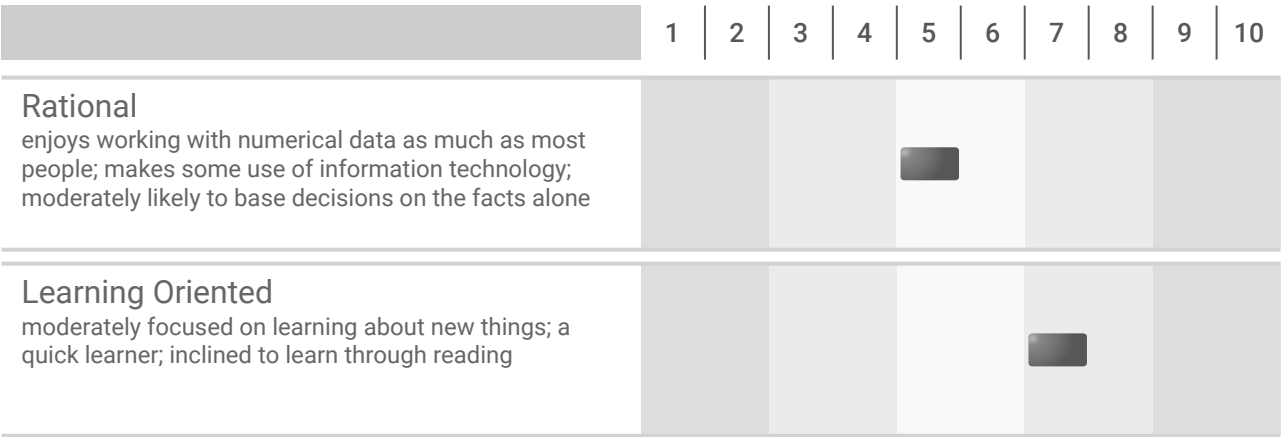 1 2 3 4 5 6 7 8 9 10
Rational
enjoys working with numerical data as much as most
people; makes some use of information technology;
moderately likely to base decisions on the facts alone
Learning Oriented
moderately focused on learning about new things; a
quick learner; inclined to learn through reading